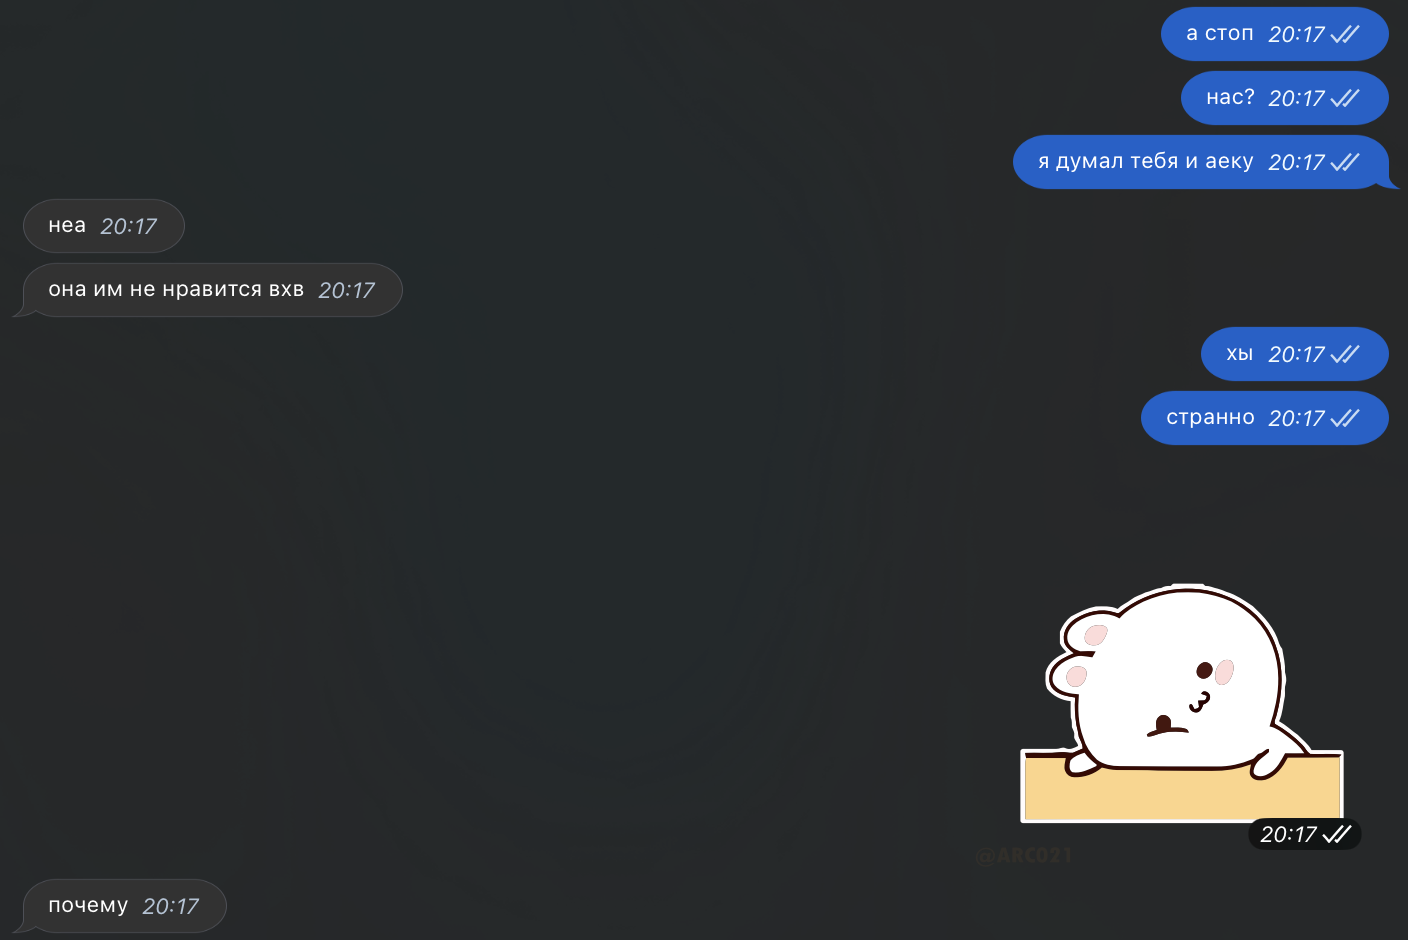 а стоп 20:17
нас? 20:17
я думал тебя и аеку 20:17
неа 20:17
она им не нравится вхв 20:17
хы 20:17
странно 20:17
20:17
@ARC021
почему 20:17